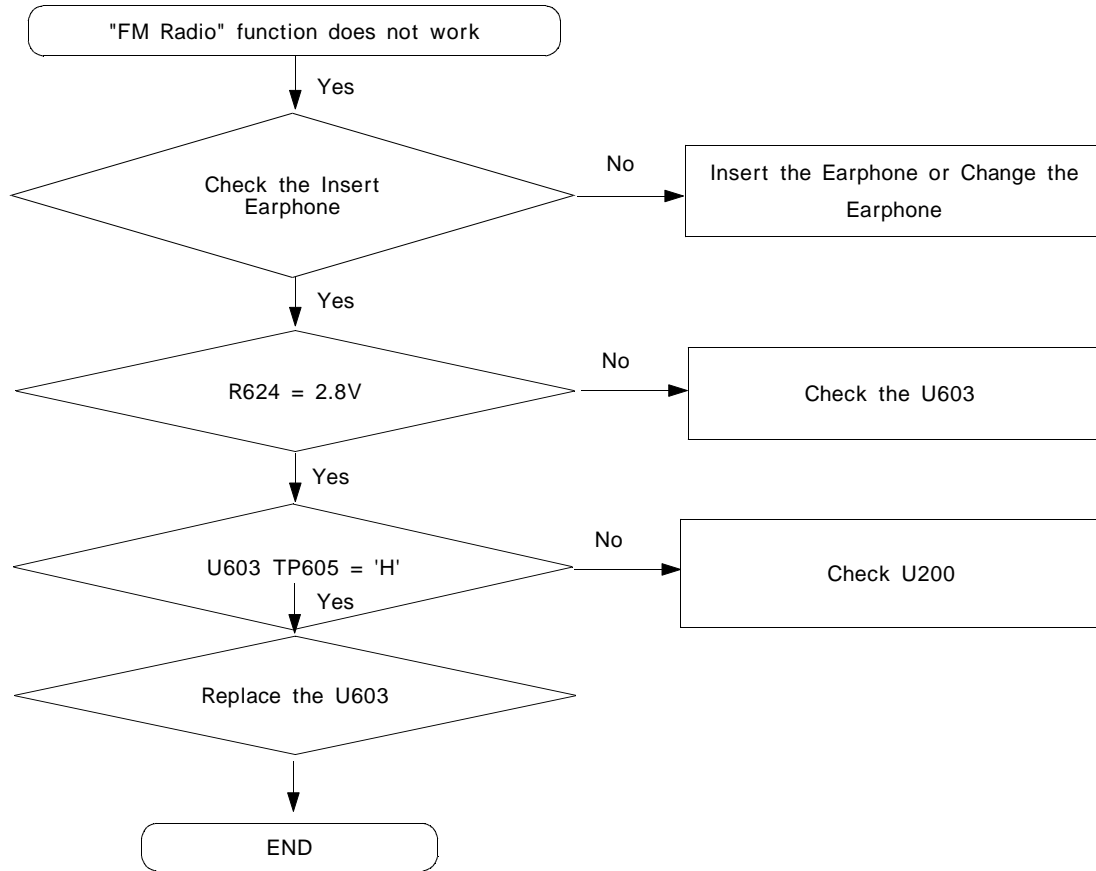 "FM Radio" function does not work
Yes
Check the Insert
Earphone
No
Insert the Earphone or Change the
Earphone
Yes
R624 = 2.8V
No
Check the U603
Yes
U603 TP605 = 'H'
No
Check U200
Yes
Replace the U603
END